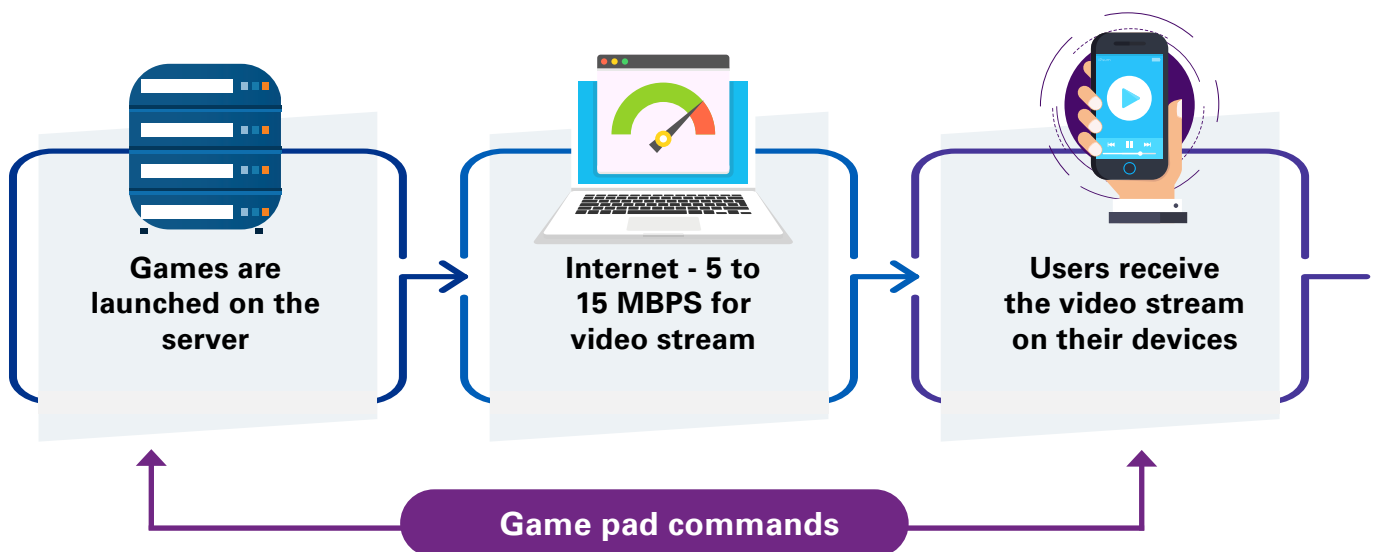 Games are
launched on the
server
Internet - 5 to
15 MBPS for
video stream
Users receive
the video stream
on their devices
Game pad commands